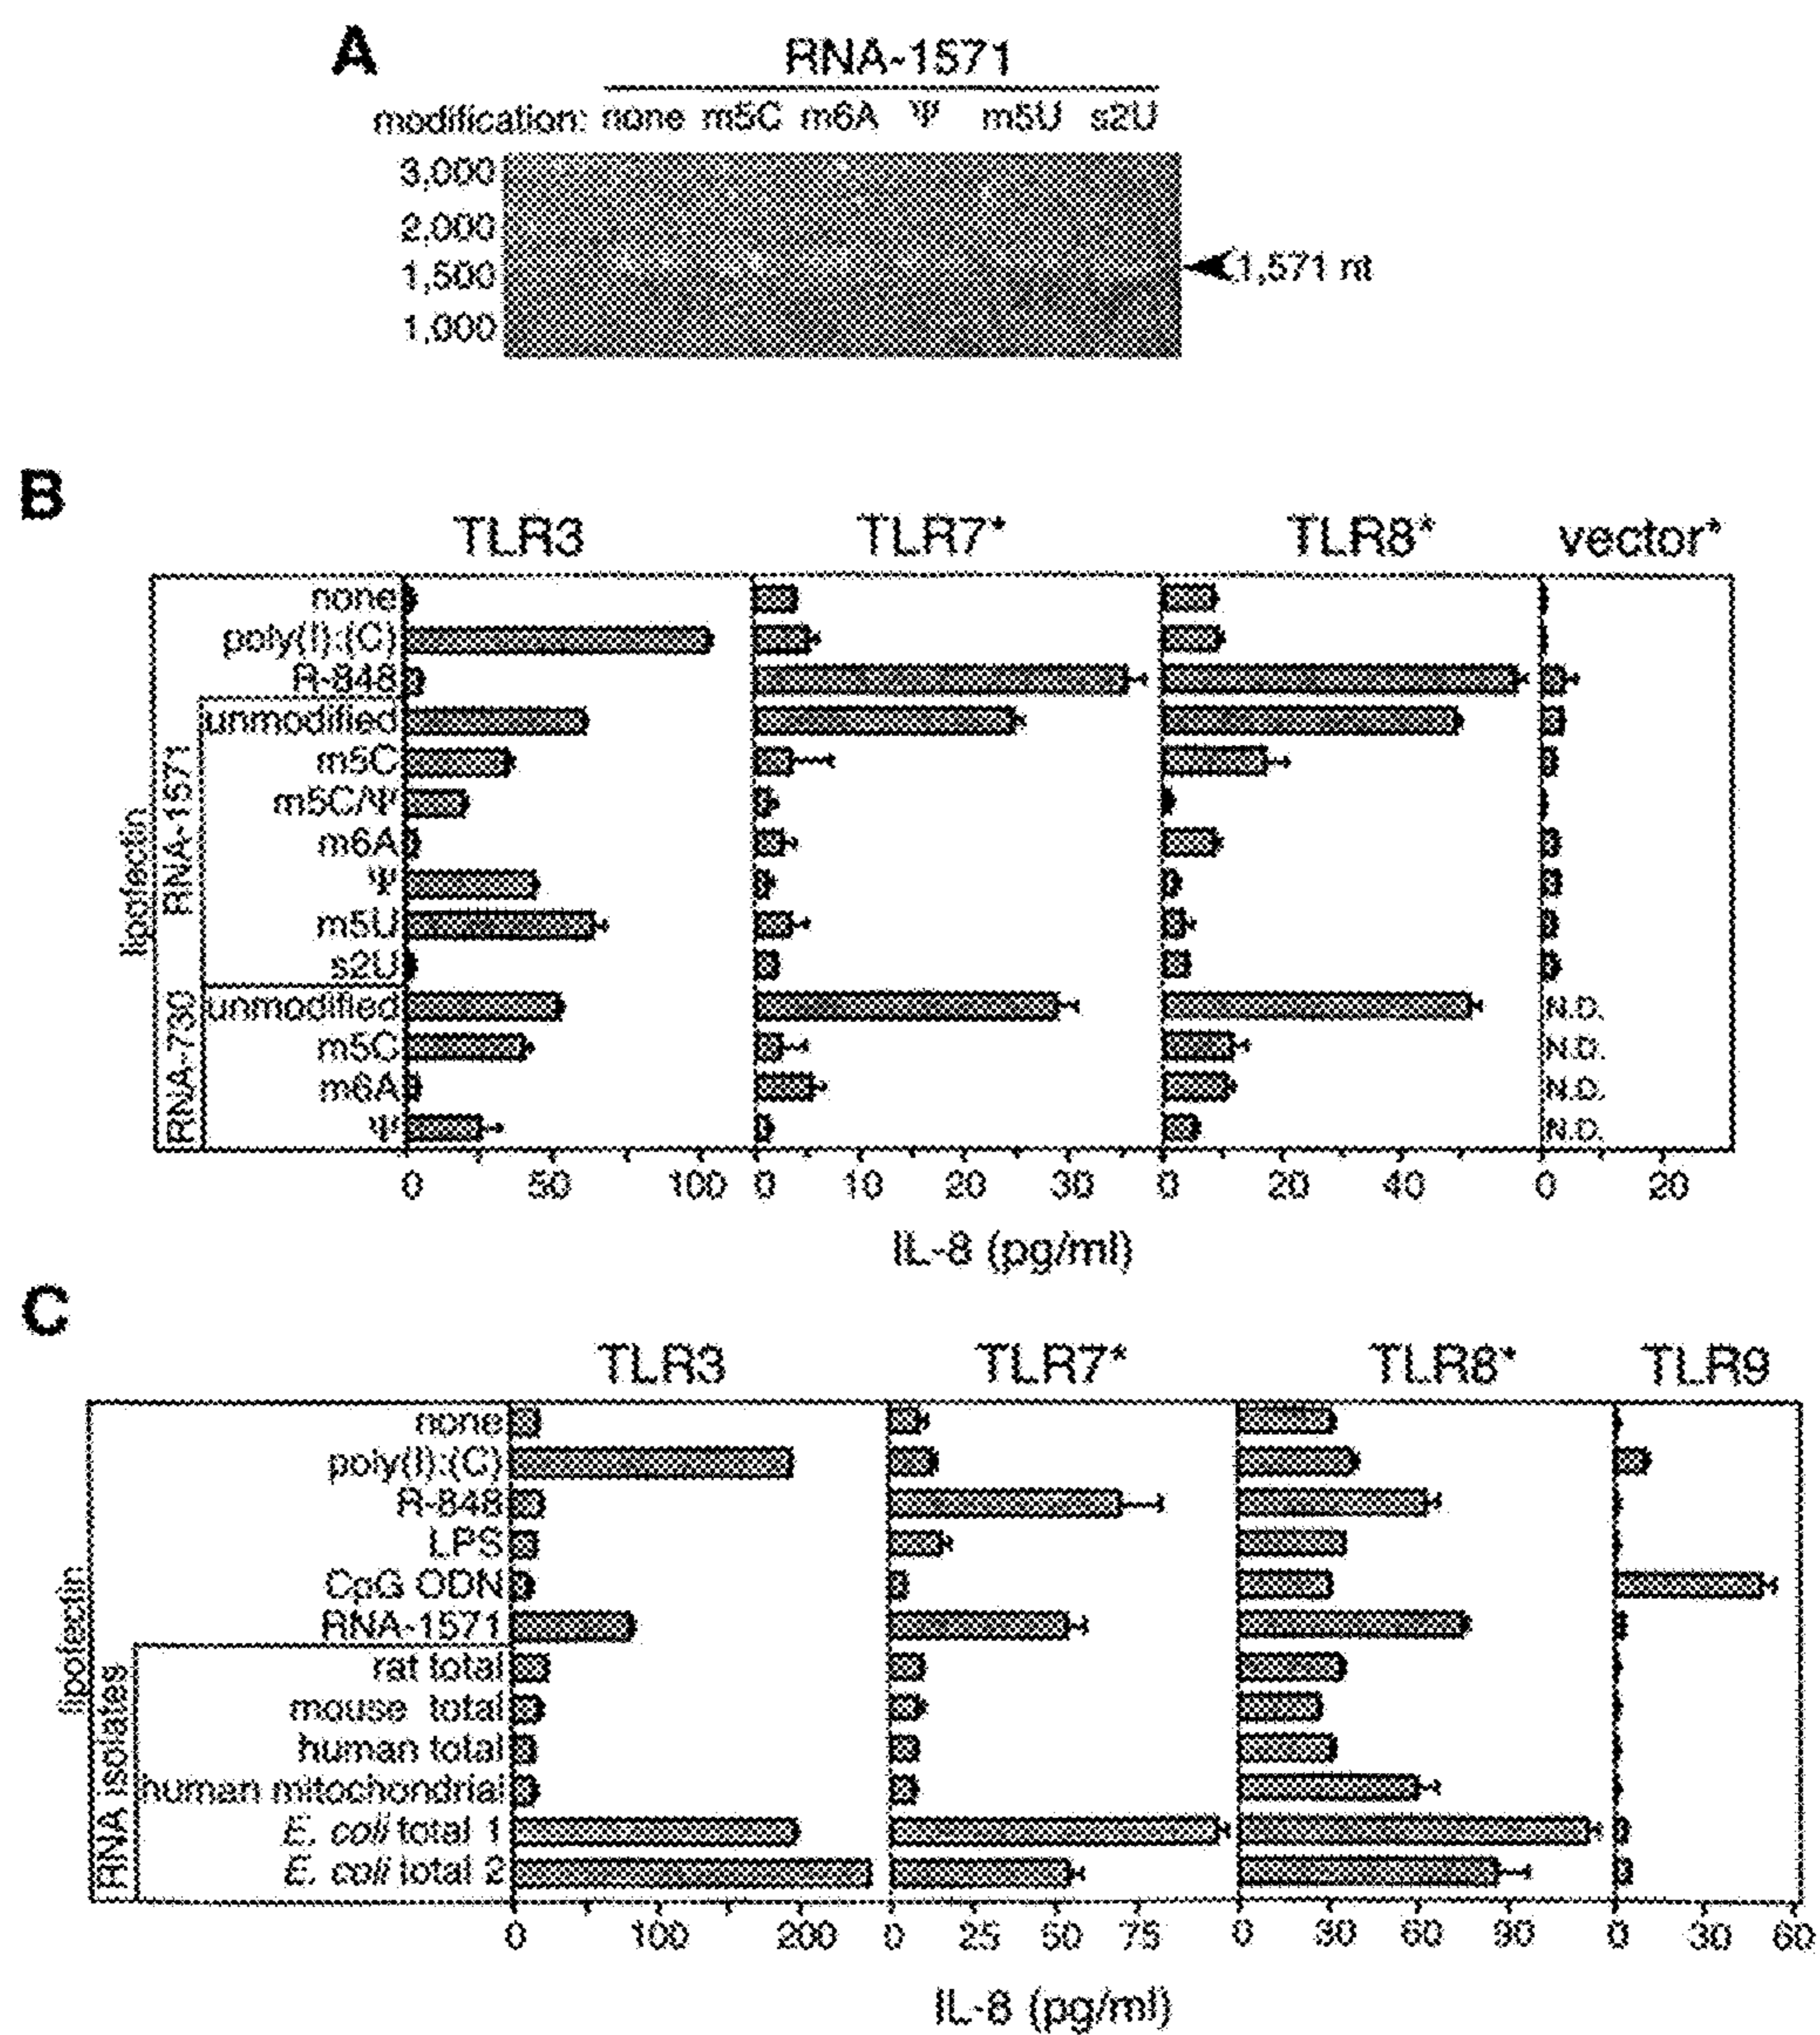 A
RNA-1571
modification: none m5C m6A Ψ m5U s2U
3,000
2,000
1,500
1,000
1,571 nt
B
TLR3 TLR7* TLR8* vector*
lipofectin
RNA-1571
RNA-730
none
poly(I):(C)
R-848
unmodified
m5C
m5C/Ψ
m6A
Ψ
m5U
s2U
unmodified N.D.
m5C N.D.
m6A N.D.
Ψ N.D.
0 50 100 0 10 20 30 0 20 40 0 20
IL-8 (pg/ml)
C
TLR3 TLR7* TLR8* TLR9
lipofectin
RNA isolates
none
poly(I):(C)
R-848
LPS
CpG ODN
RNA-1571
rat total
mouse total
human total
human mitochondrial
E. coli total 1
E. coli total 2
0 100 200 0 25 50 75 0 30 60 90 0 30 60
IL-8 (pg/ml)